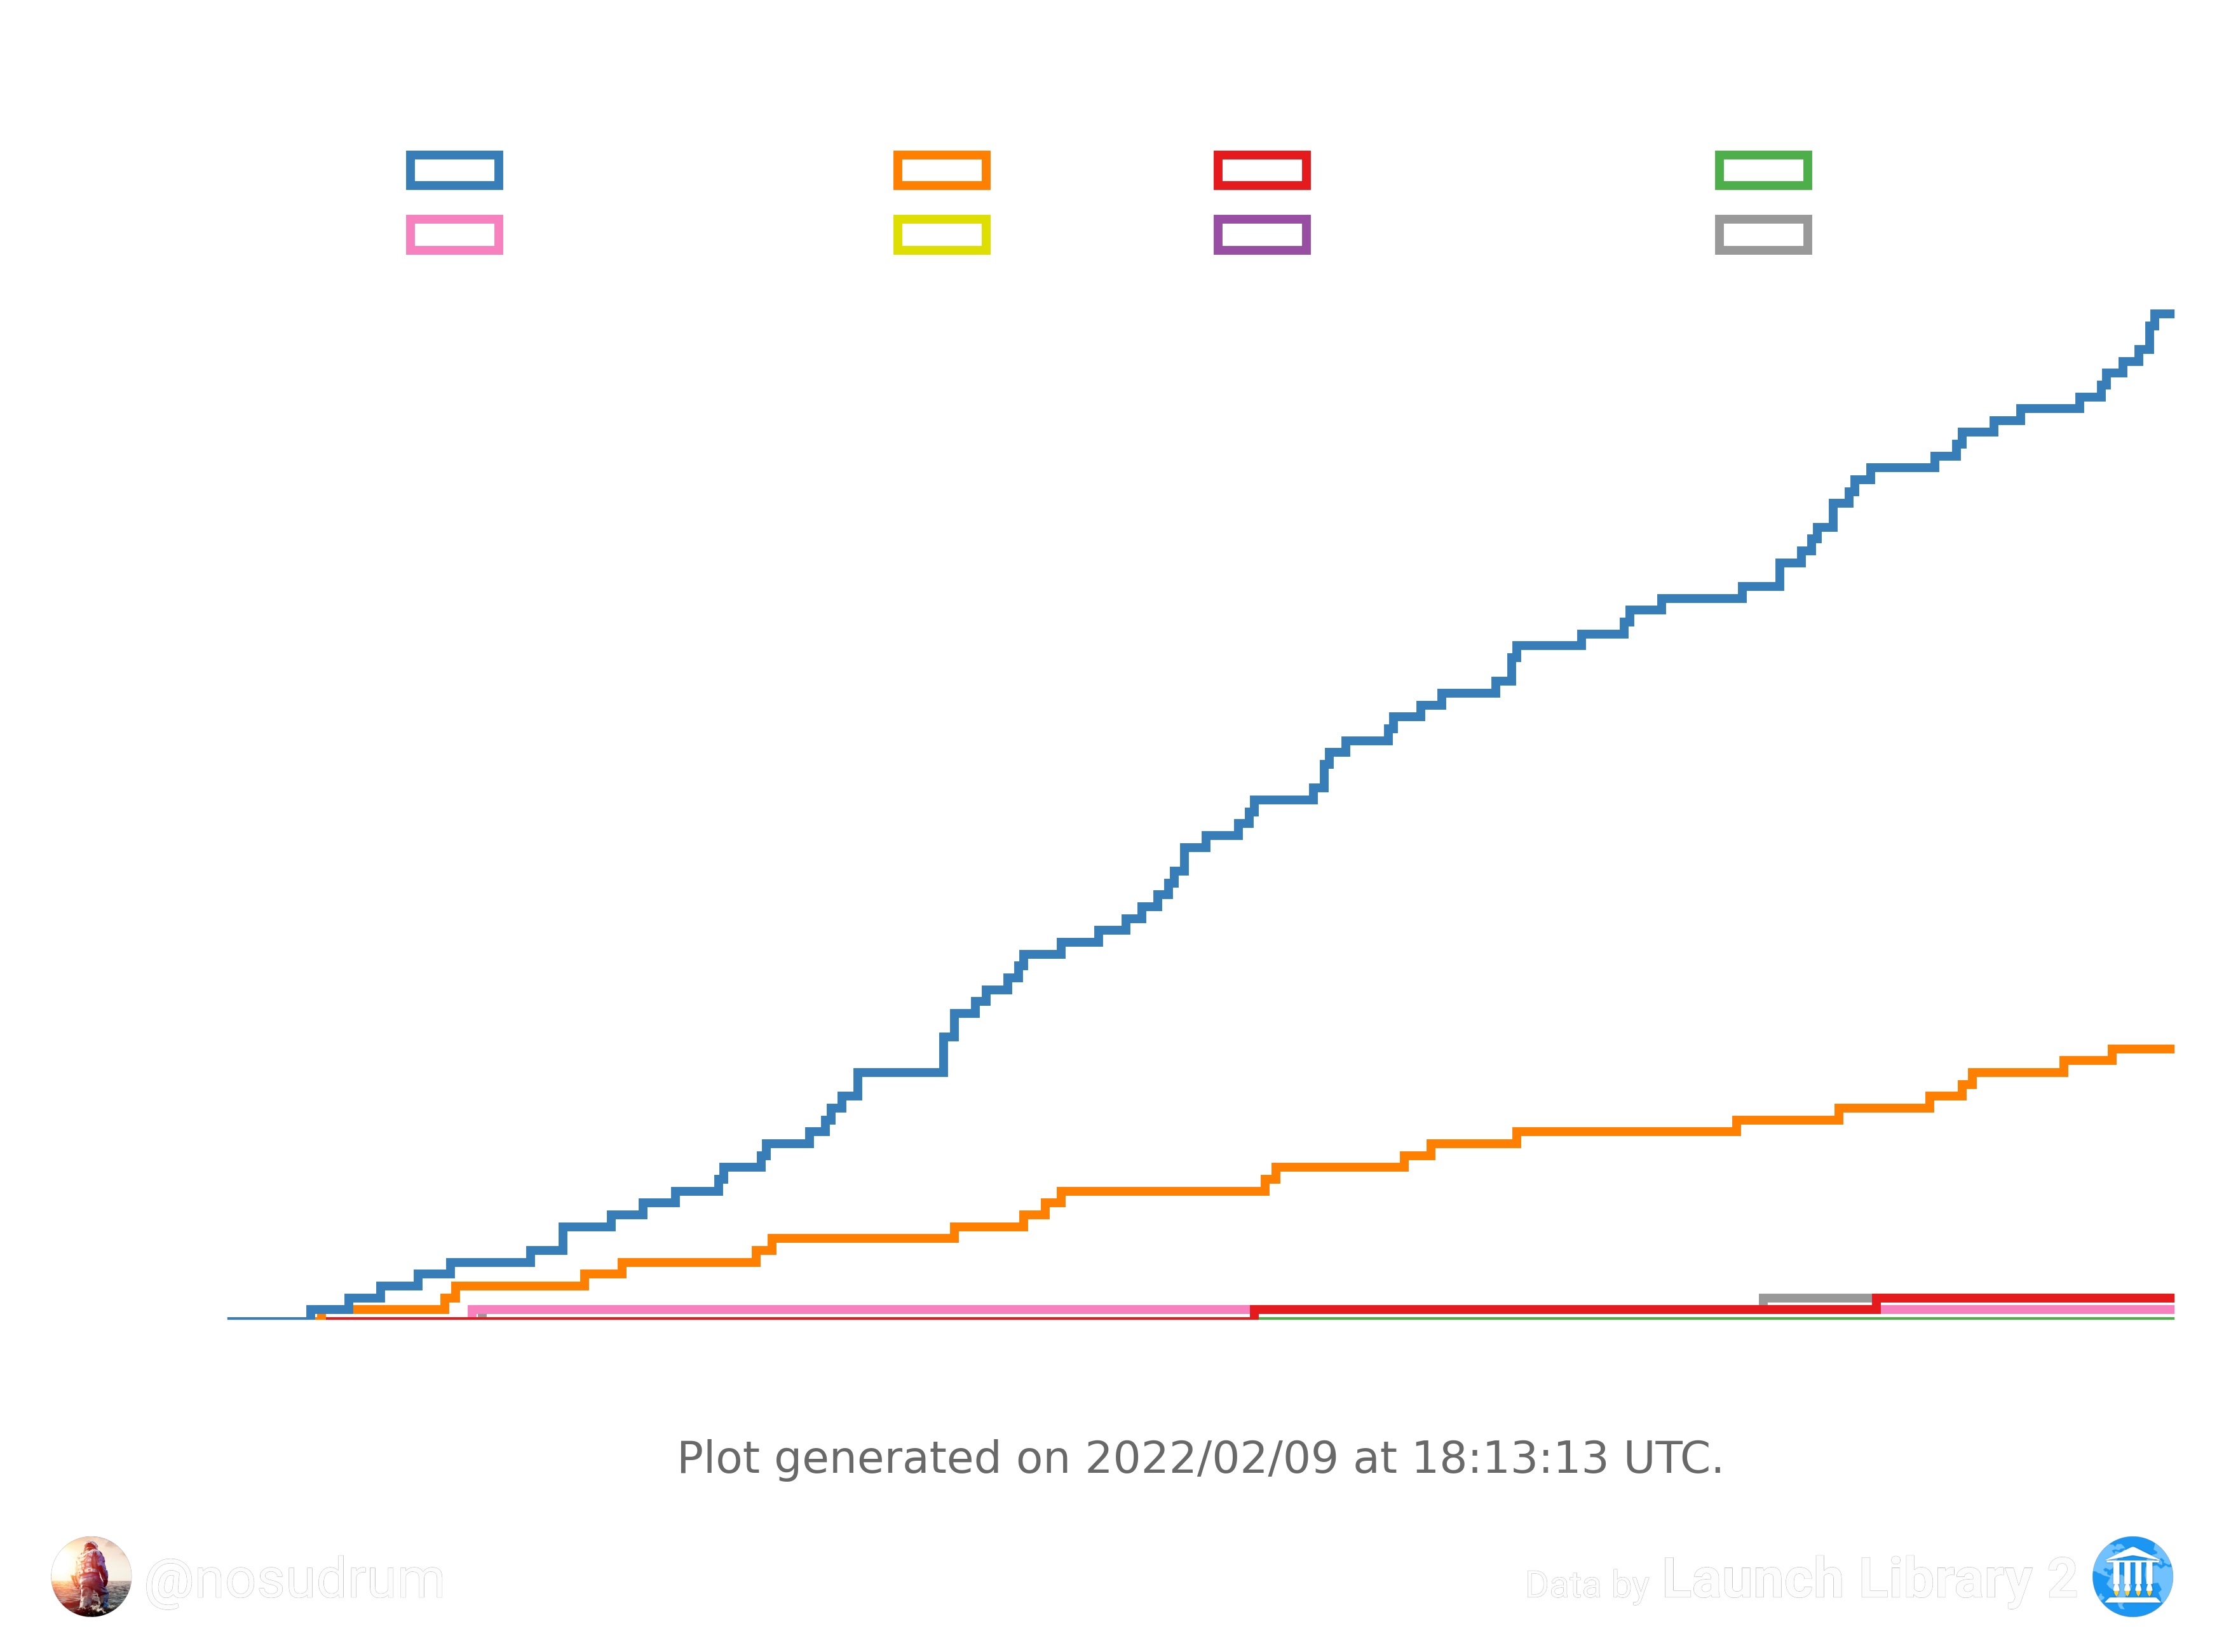 Plot generated on 2022/02/09 at 18:13:13 UTC.
@nosudrum
Data by Launch Library 2